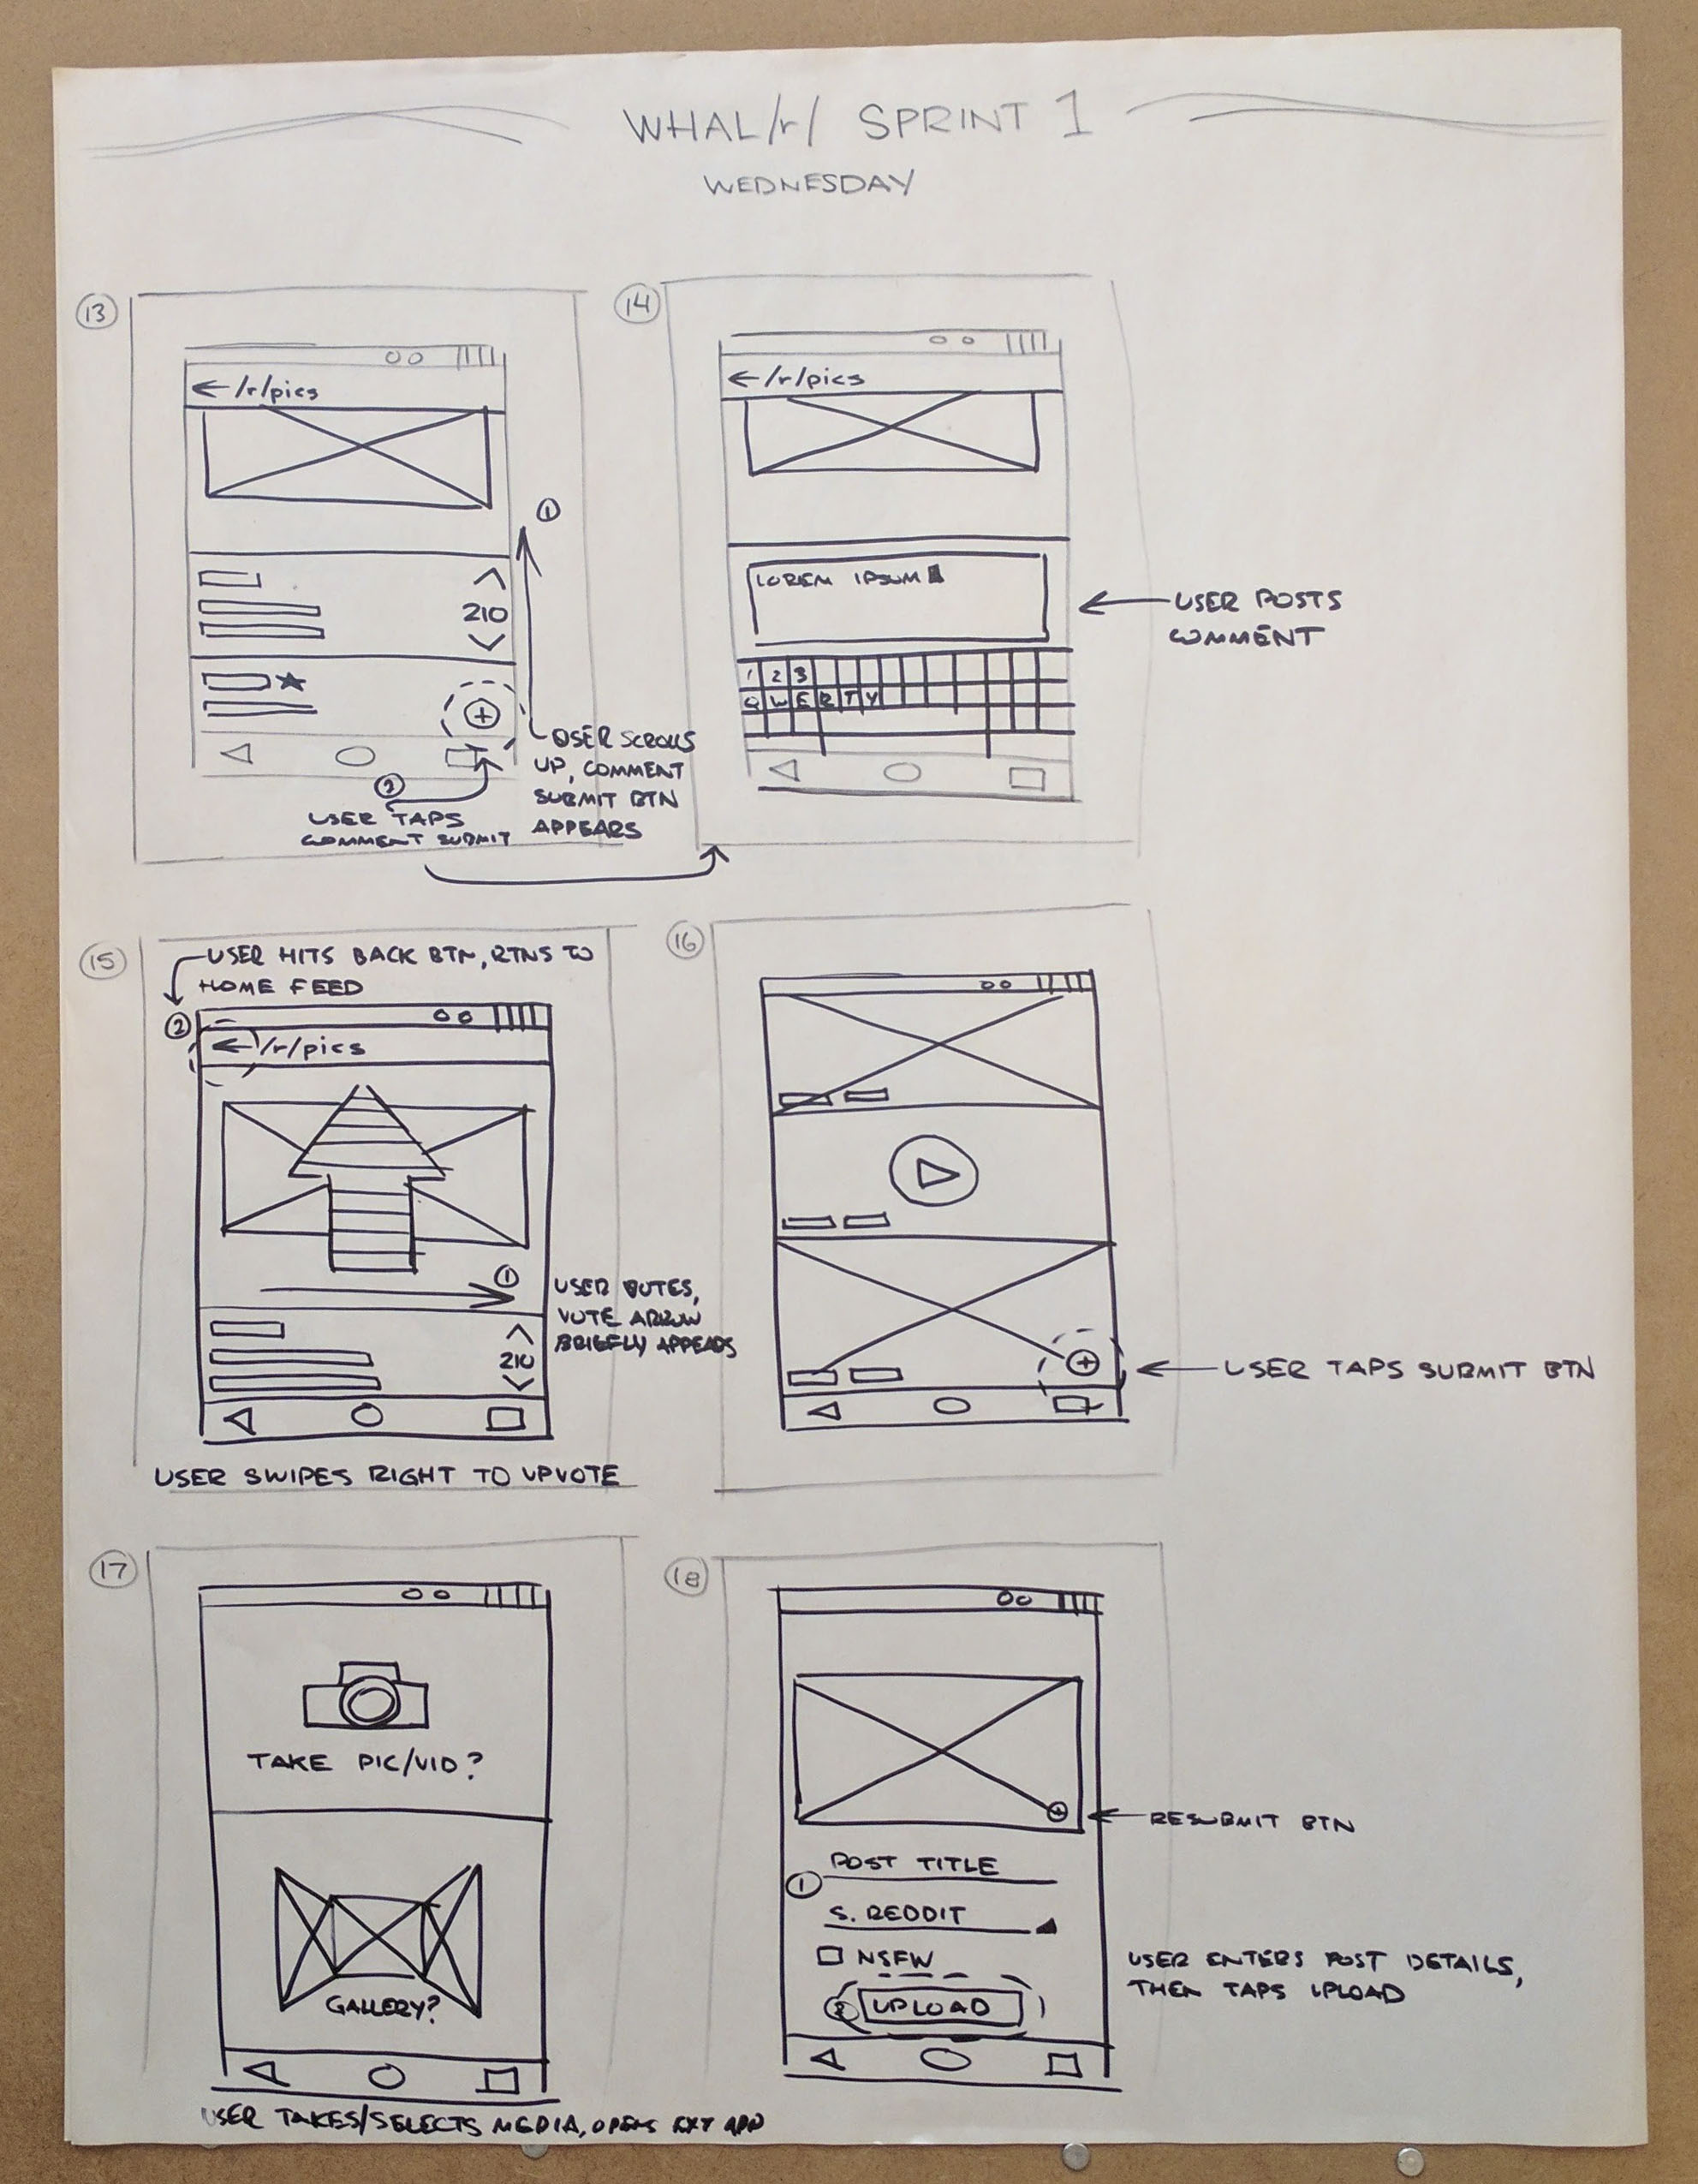 WHAL/r/ SPRINT 1
WEDNESDAY
13
←/r/pics
1
210
+
USER SCROLLS
UP, COMMENT
SUBMIT BTN
APPEARS
2
USER TAPS
COMMENT SUBMIT
14
←/r/pics
LOREM IPSUM
1 2 3
Q W E R T Y
USER POSTS
COMMENT
15
USER HITS BACK BTN, RTNS TO
HOME FEED
2
←/r/pics
1
USER VOTES,
VOTE ARROW
BRIEFLY APPEARS
210
USER SWIPES RIGHT TO UPVOTE
16
+
USER TAPS SUBMIT BTN
17
TAKE PIC/VID?
GALLERY?
USER TAKES/SELECTS MEDIA, OPENS EXT APP
18
+
RESUBMIT BTN
POST TITLE
1
S. REDDIT
NSFW
2 UPLOAD
USER ENTERS POST DETAILS,
THEN TAPS UPLOAD